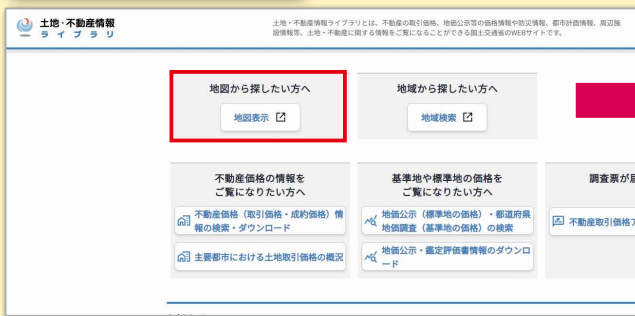 土地・不動産情報
ライブラリ
土地・不動産情報ライブラリとは、不動産の取引価格、地価公示等の価格情報や防災情報、都市計画情報、周辺施
設情報等、土地・不動産に関する情報をご覧になることができる国土交通省のWEBサイトです。
地図から探したい方へ
地図表示
地域から探したい方へ
地域検索
不動産価格の情報を
ご覧になりたい方へ
不動産価格（取引価格・成約価格）情
報の検索・ダウンロード
主要都市における土地取引価格の概況
基準地や標準地の価格を
ご覧になりたい方へ
地価公示（標準地の価格）・都道府県
地価調査（基準地の価格）の検索
地価公示・鑑定評価書情報のダウンロ
ード
調査票が届
不動産取引価格ア